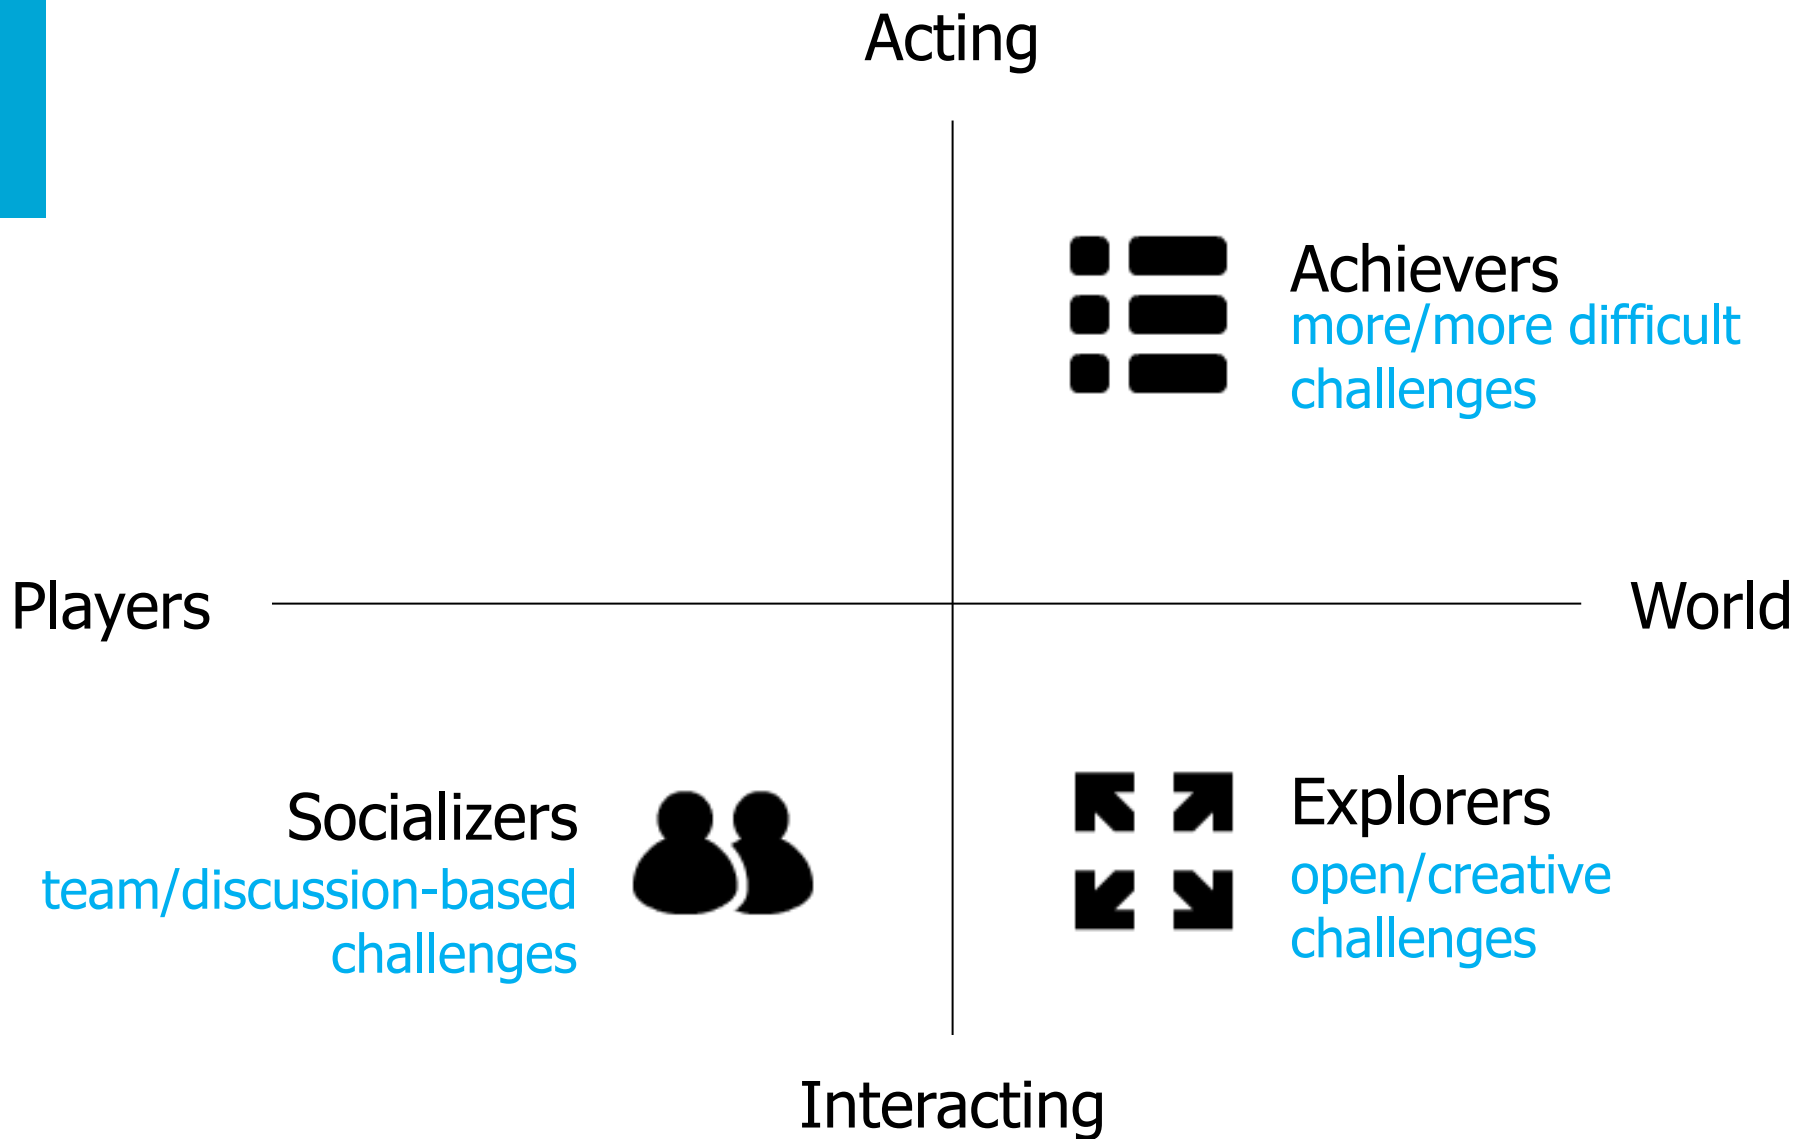 Acting
Achievers
more/more difficult
challenges
Players
World
Socializers
team/discussion-based
challenges
Explorers
open/creative
challenges
Interacting